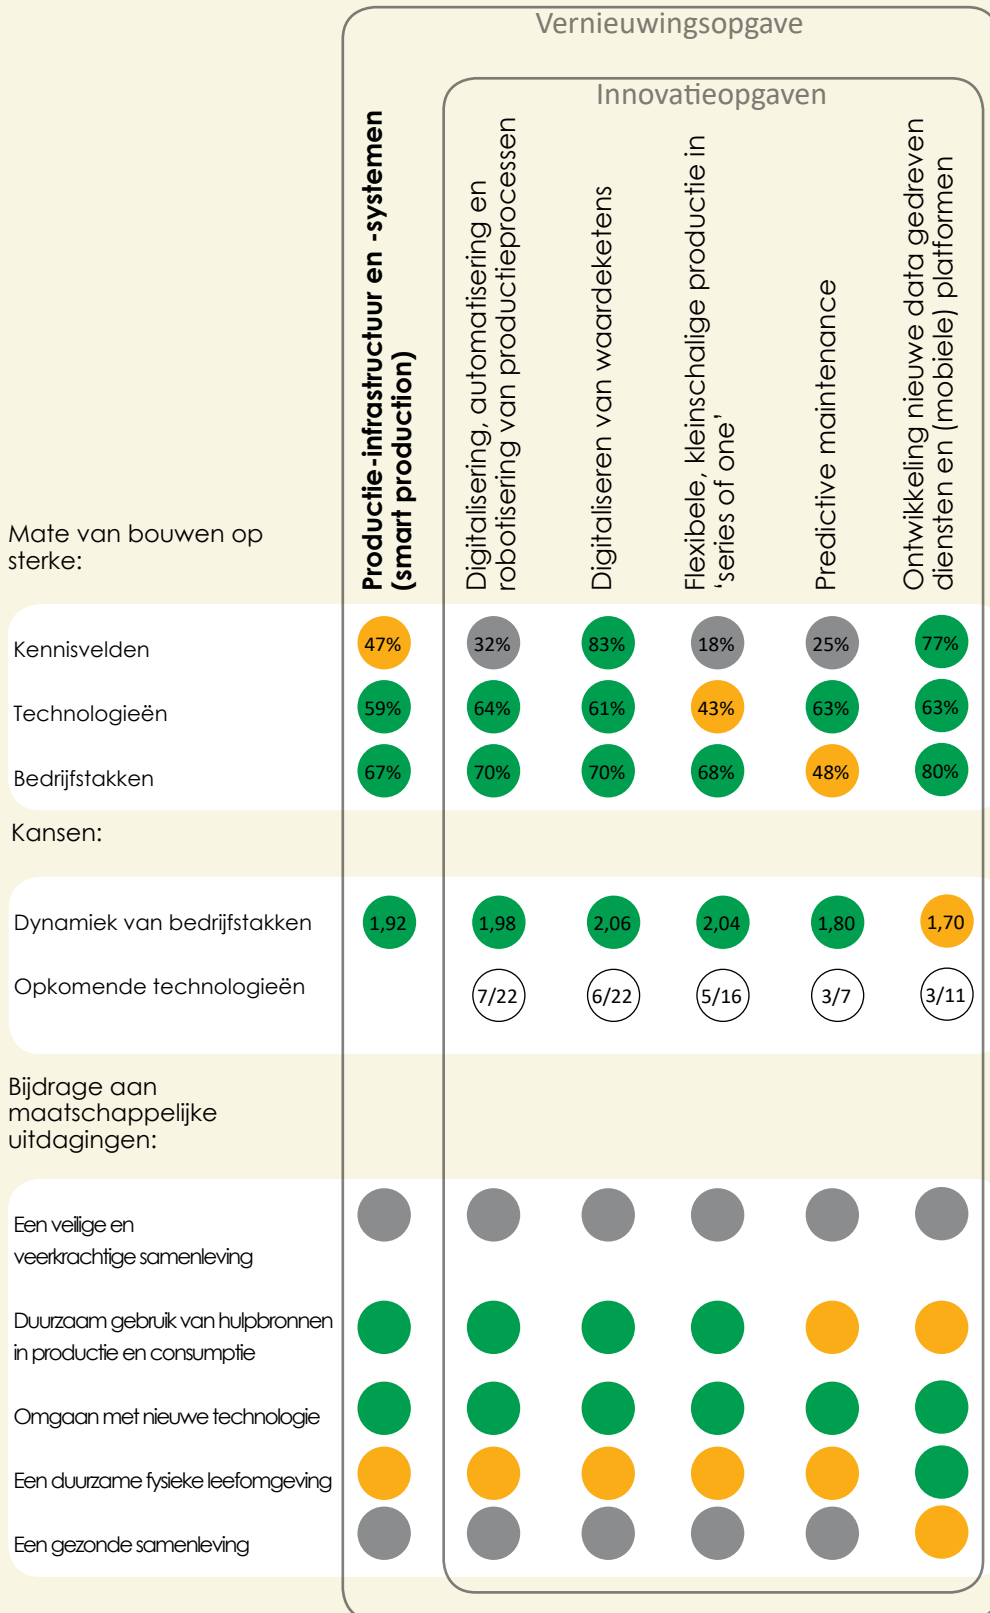 Vernieuwingsopgave
Innovatieopgaven
Productie-infrastructuur en -systemen
(smart production)
Digitalisering, automatisering en
robotisering van productieprocessen
Digitaliseren van waardeketens
Flexibele, kleinschalige productie in
‘series of one’
Predictive maintenance
Ontwikkeling nieuwe data gedreven
diensten en (mobiele) platformen
Mate van bouwen op
sterke:
Kennisvelden 47% 32% 83% 18% 25% 77%
Technologieën 59% 64% 61% 43% 63% 63%
Bedrijfstakken 67% 70% 70% 68% 48% 80%
Kansen:
Dynamiek van bedrijfstakken 1,92 1,98 2,06 2,04 1,80 1,70
Opkomende technologieën 7/22 6/22 5/16 3/7 3/11
Bijdrage aan
maatschappelijke
uitdagingen:
Een veilige en
veerkrachtige samenleving
Duurzaam gebruik van hulpbronnen
in productie en consumptie
Omgaan met nieuwe technologie
Een duurzame fysieke leefomgeving
Een gezonde samenleving